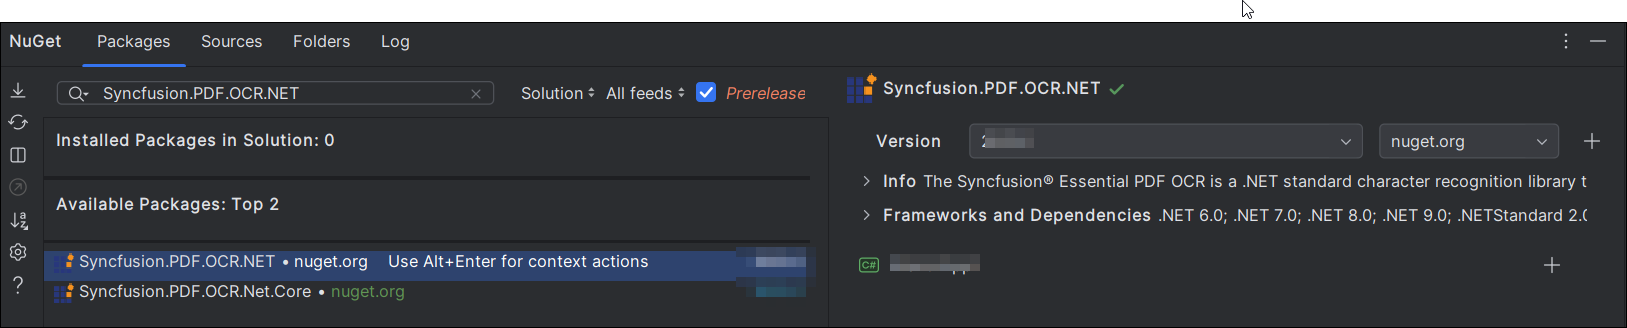 NuGet Packages Sources Folders Log
Syncfusion.PDF.OCR.NET
Solution All feeds Prerelease
Installed Packages in Solution: 0
Available Packages: Top 2
Syncfusion.PDF.OCR.NET • nuget.org Use Alt+Enter for context actions
Syncfusion.PDF.OCR.Net.Core • nuget.org
Syncfusion.PDF.OCR.NET
Version
nuget.org
Info The Syncfusion® Essential PDF OCR is a .NET standard character recognition library t
Frameworks and Dependencies .NET 6.0; .NET 7.0; .NET 8.0; .NET 9.0; .NETStandard 2.0
C#